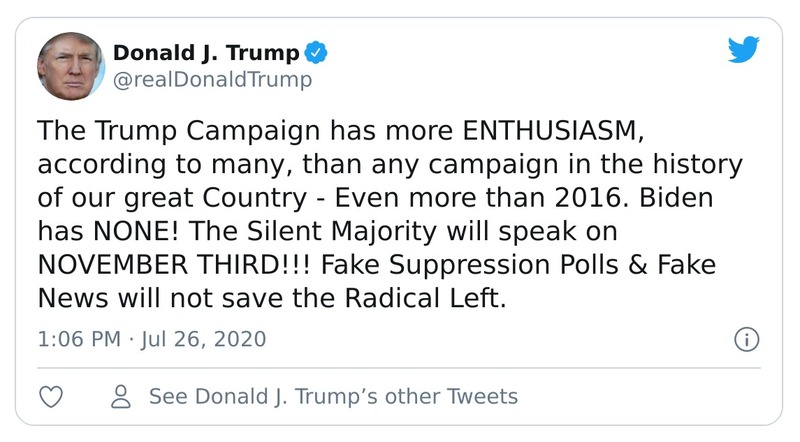 Donald J. Trump
@realDonaldTrump
The Trump Campaign has more ENTHUSIASM,
according to many, than any campaign in the history
of our great Country - Even more than 2016. Biden
has NONE! The Silent Majority will speak on
NOVEMBER THIRD!!! Fake Suppression Polls & Fake
News will not save the Radical Left.
1:06 PM · Jul 26, 2020
See Donald J. Trump’s other Tweets